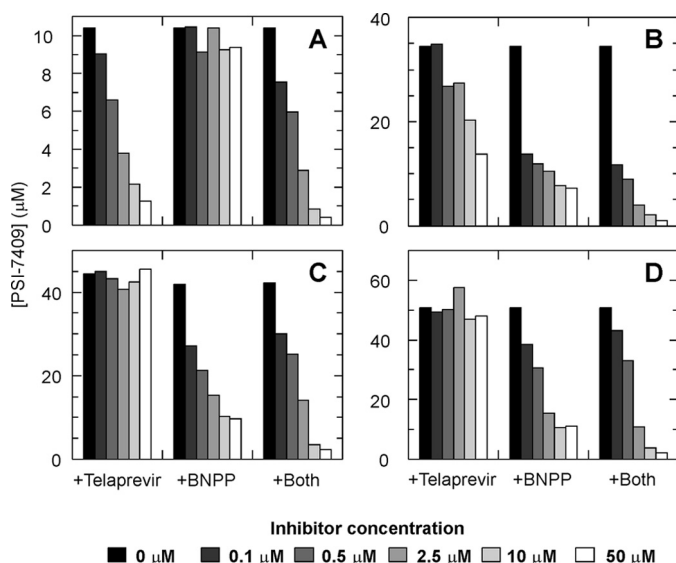 A
B
10
8
6
4
2
0
40
20
0
[PSI-7409] (μM)
C
D
40
20
0
60
40
20
0
+Telaprevir +BNPP +Both +Telaprevir +BNPP +Both
Inhibitor concentration
0 μM 0.1 μM 0.5 μM 2.5 μM 10 μM 50 μM